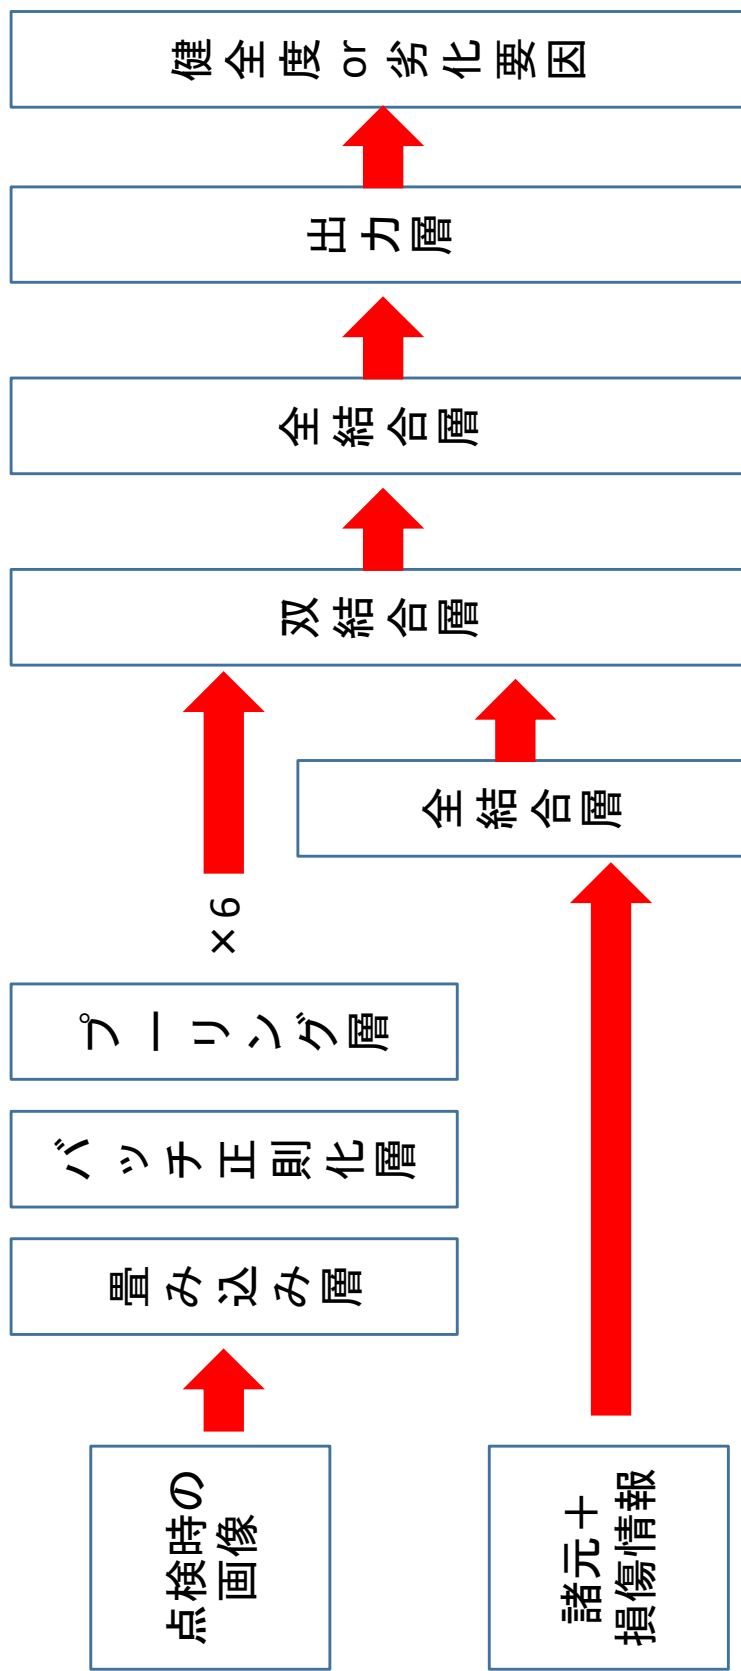 点検時の
画像
畳み込み層
バッチ正則化層
プーリング層
×6
諸元＋
損傷情報
全結合層
双結合層
全結合層
出力層
健全度or劣化要因